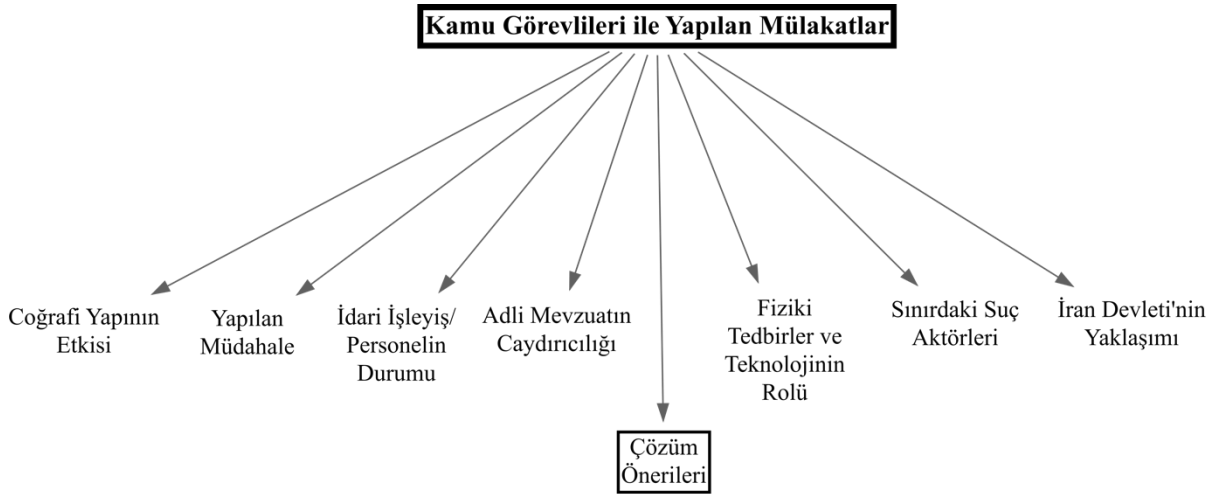 Kamu Görevlileri ile Yapılan Mülakatlar
Coğrafi Yapının
Etkisi
Yapılan
Müdahale
İdari İşleyiş/
Personelin
Durumu
Adli Mevzuatın
Caydırıcılığı
Fiziki
Tedbirler ve
Teknolojinin
Rolü
Sınırdaki Suç
Aktörleri
İran Devleti'nin
Yaklaşımı
Çözüm
Önerileri